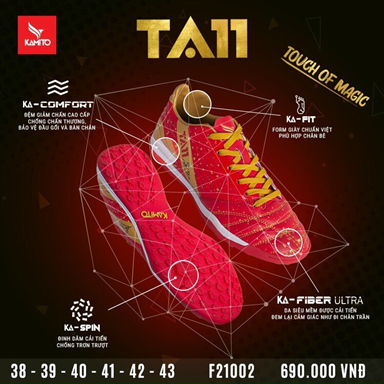 KAMITO
TA11
TOUCH OF MAGIC
KA-COMFORT
ĐỆM GIẢM CHẤN CAO CẤP
CHỐNG CHẤN THƯƠNG,
BẢO VỆ ĐẦU GỐI VÀ BÀN CHÂN
KA-FIT
FORM GIÀY CHUẨN VIỆT
PHÙ HỢP CHÂN BÈ
KAMITO
KA-SPIN
ĐINH DĂM CẢI TIẾN
CHỐNG TRƠN TRƯỢT
KA-FIBER ULTRA
DA SIÊU MỀM ĐƯỢC CẢI TIẾN
ĐEM LẠI CẢM GIÁC NHƯ ĐI CHÂN TRẦN
38 - 39 - 40 - 41 - 42 - 43
F21002
690.000 VNĐ